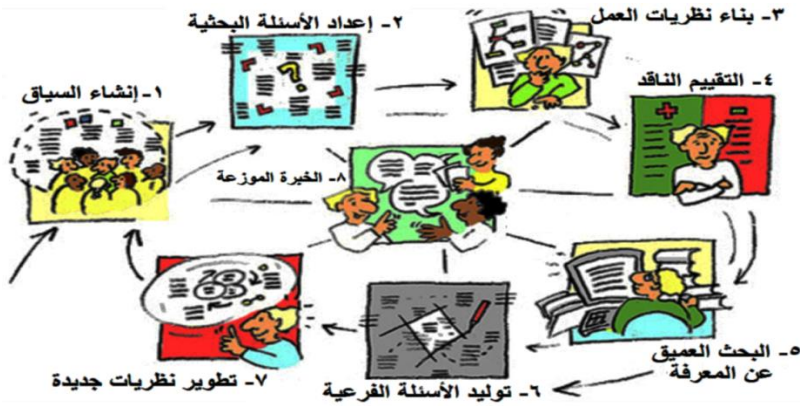 ١- إنشاء السياق
٢- إعداد الأسئلة البحثية
٣- بناء نظريات العمل
٤- التقييم الناقد
٥- البحث العميق
عن المعرفة
٦- توليد الأسئلة الفرعية
٧- تطوير نظريات جديدة
٨- الخبرة الموزعة